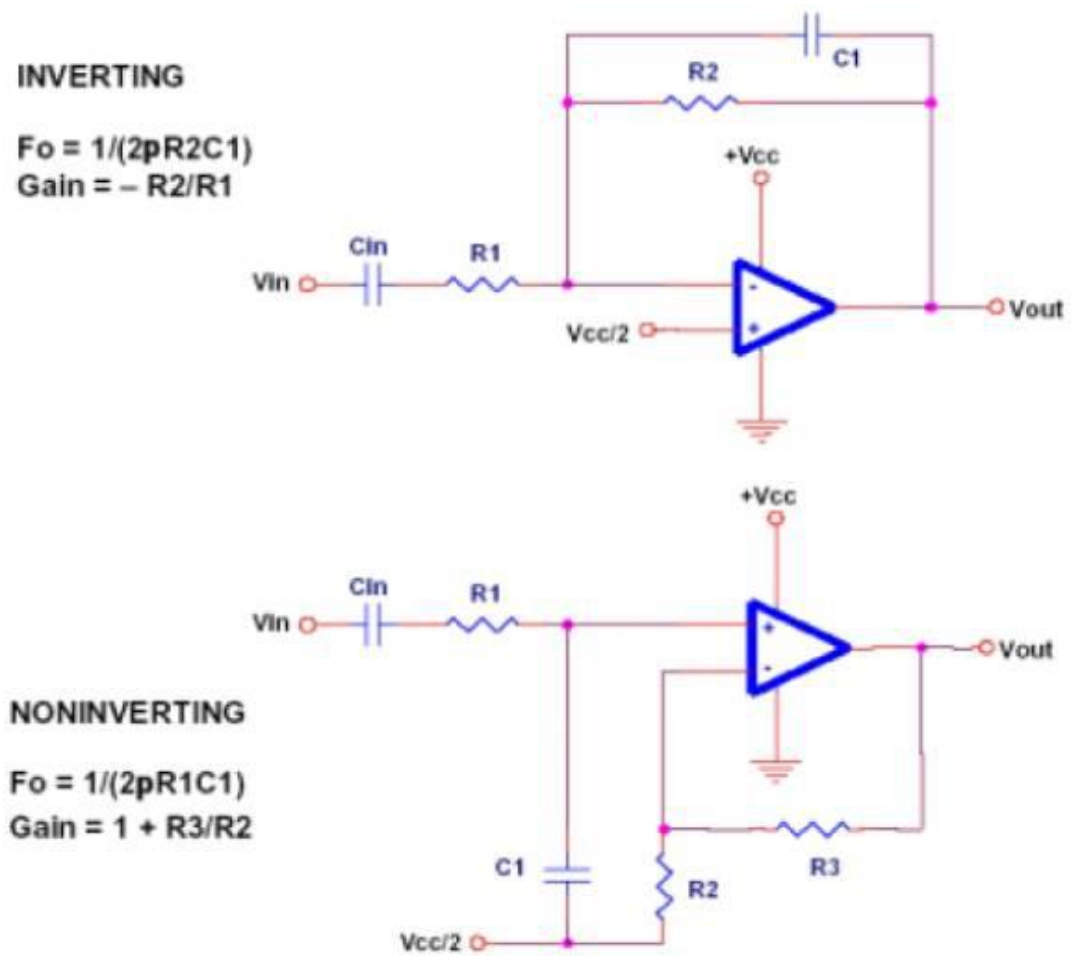 INVERTING
Fo = 1/(2pR2C1)
Gain = – R2/R1
C1
R2
+Vcc
Cin
R1
Vin
-
+
Vcc/2
Vout
+Vcc
Cin
R1
Vin
+
-
Vout
NONINVERTING
Fo = 1/(2pR1C1)
Gain = 1 + R3/R2
C1
R2
R3
Vcc/2